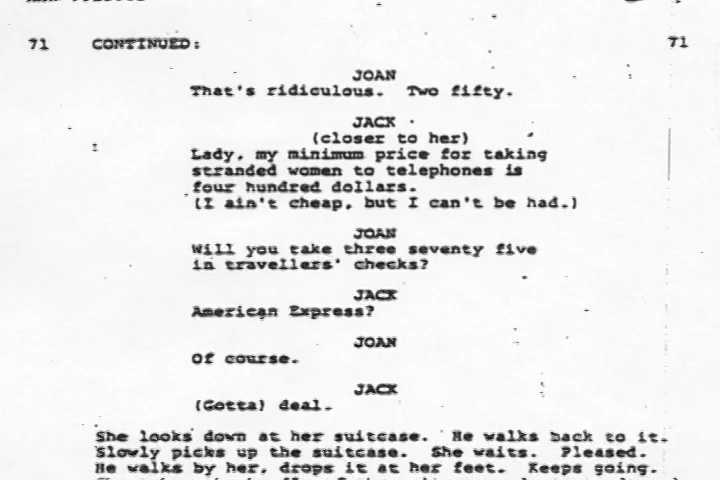 71 CONTINUED: 71
JOAN
That's ridiculous. Two fifty.
JACK
(closer to her)
Lady, my minimum price for taking
stranded women to telephones is
four hundred dollars.
(I ain't cheap, but I can't be had.)
JOAN
Will you take three seventy five
in travellers' checks?
JACK
American Express?
JOAN
Of course.
JACK
(Gotta) deal.
She looks down at her suitcase. He walks back to it.
Slowly picks up the suitcase. She waits. Pleased.
He walks by her, drops it at her feet. Keeps going.